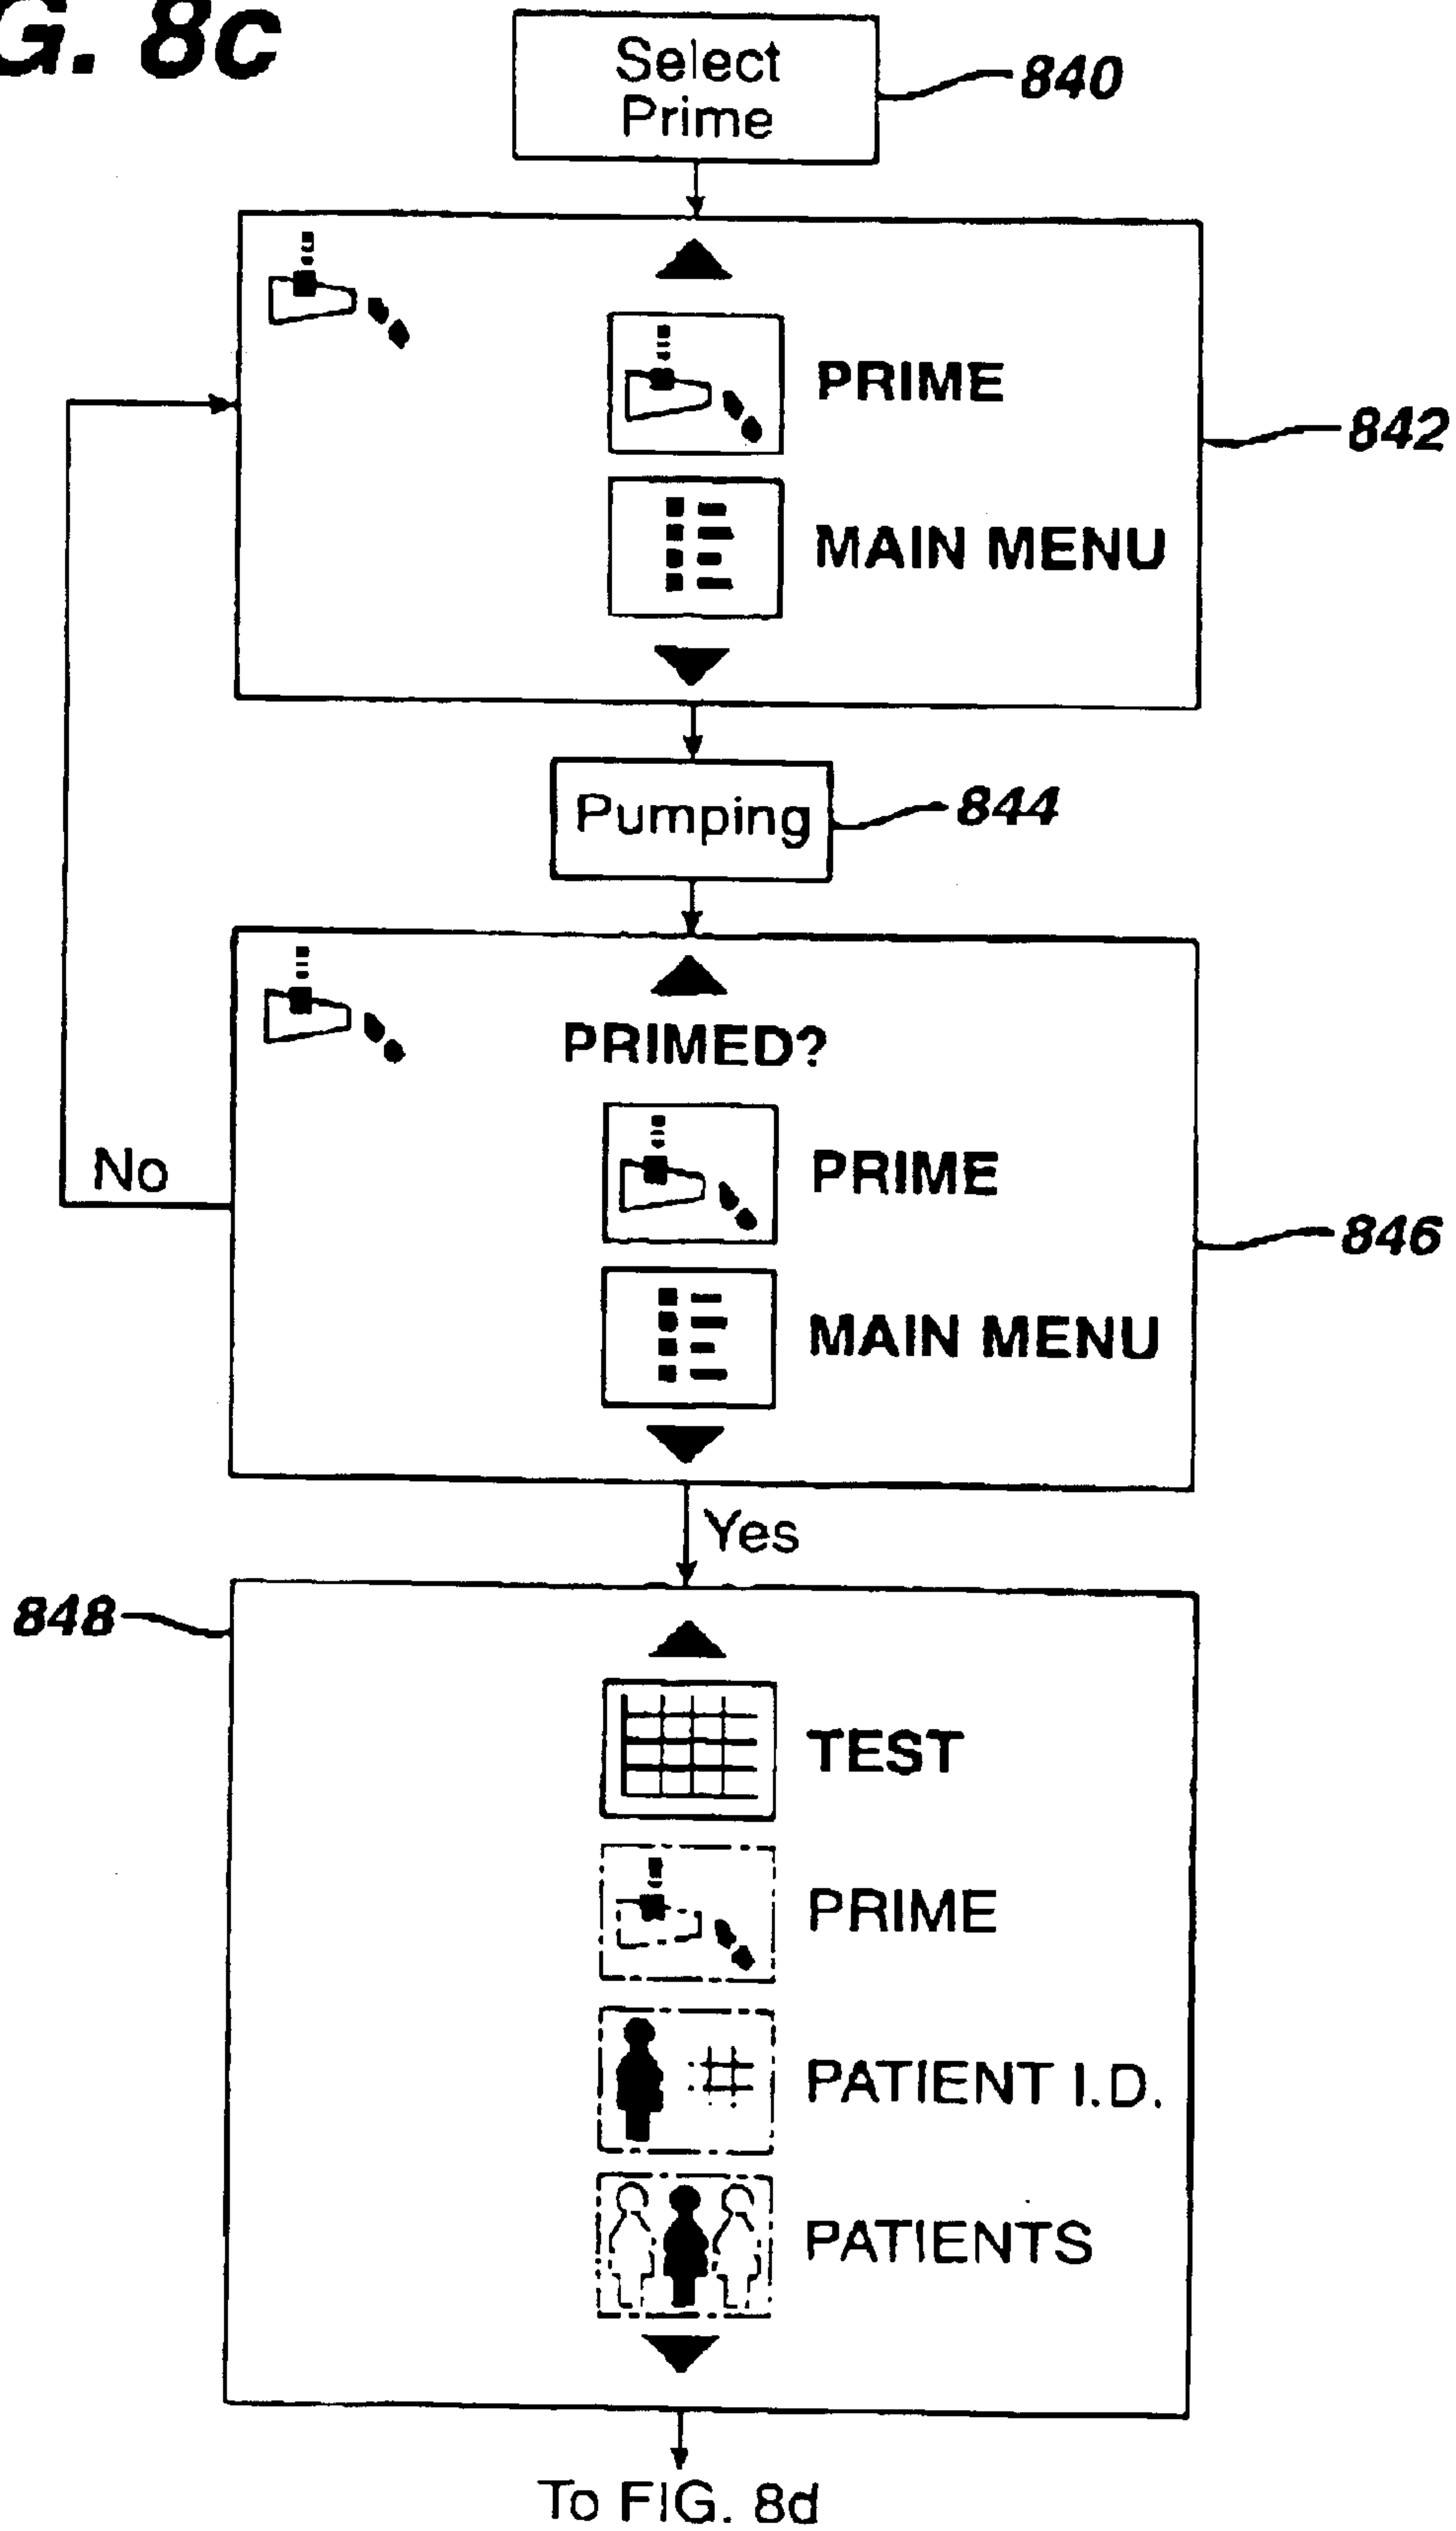 G. 8c
Select
Prime
840
PRIME
842
MAIN MENU
Pumping
844
PRIMED?
No
PRIME
846
MAIN MENU
Yes
848
TEST
PRIME
PATIENT I.D.
PATIENTS
To FIG. 8d